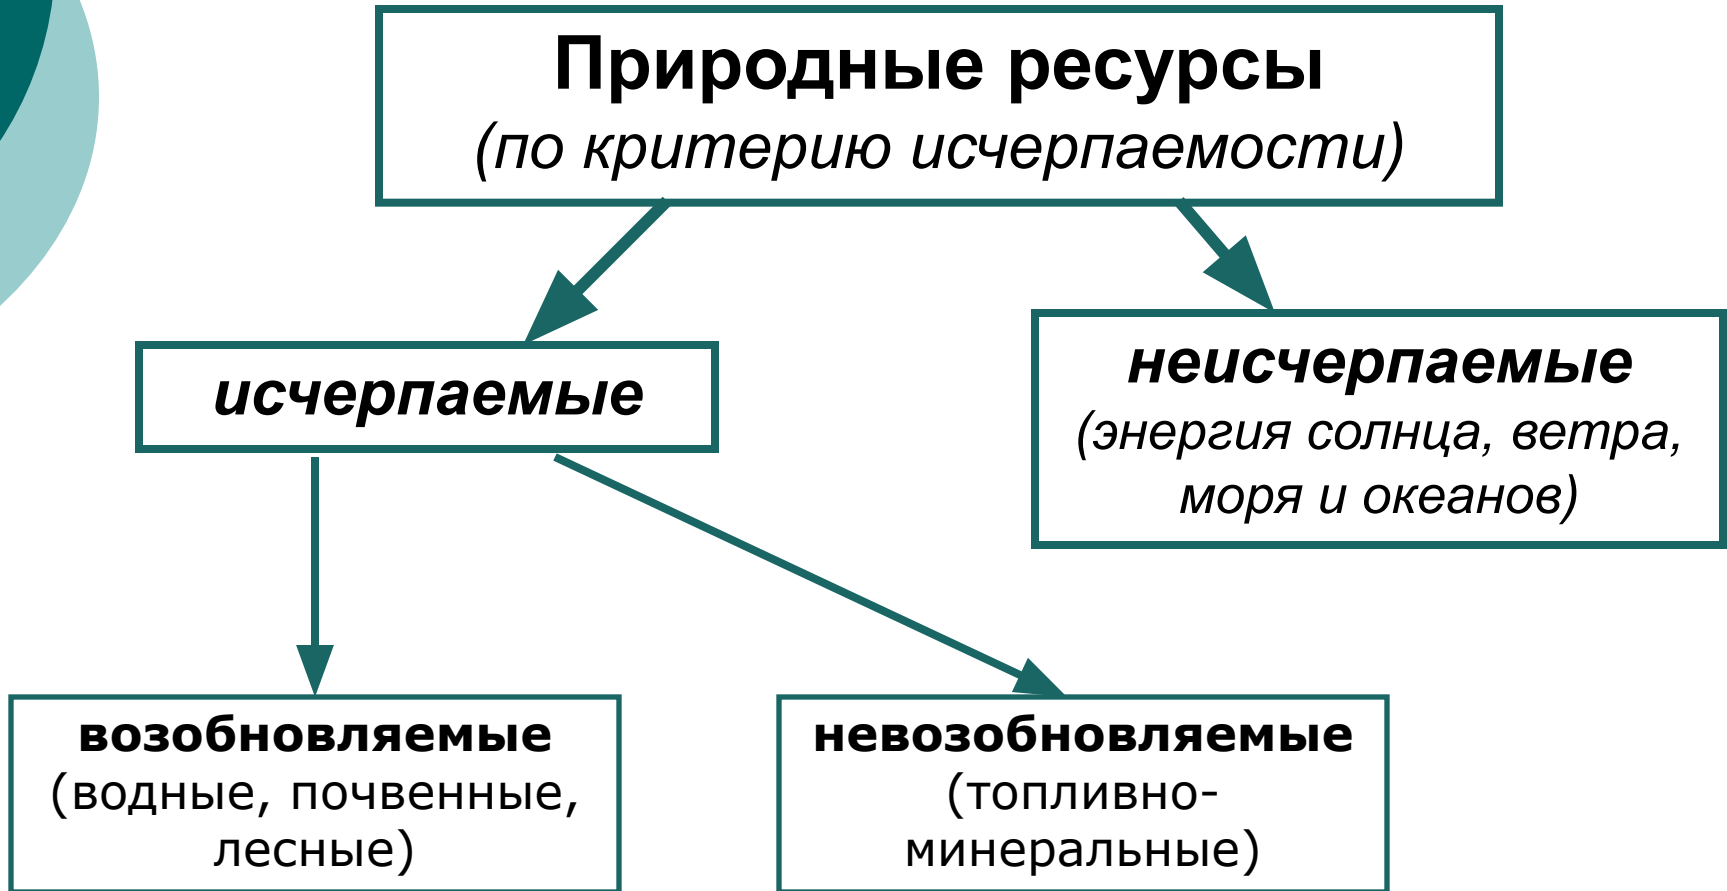 Природные ресурсы
(по критерию исчерпаемости)
исчерпаемые
неисчерпаемые
(энергия солнца, ветра,
моря и океанов)
возобновляемые
(водные, почвенные,
лесные)
невозобновляемые
(топливно-
минеральные)